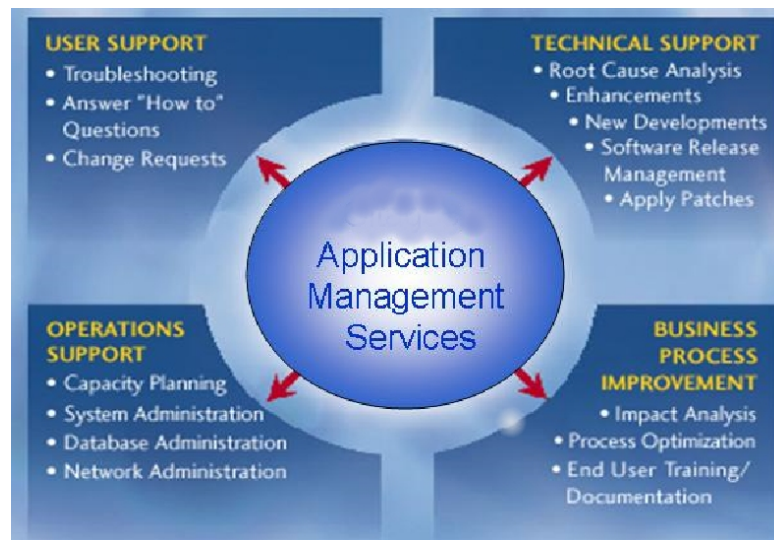 USER SUPPORT
• Troubleshooting
• Answer "How to"
Questions
• Change Requests
TECHNICAL SUPPORT
• Root Cause Analysis
• Enhancements
• New Developments
• Software Release
Management
• Apply Patches
Application
Management
Services
OPERATIONS
SUPPORT
• Capacity Planning
• System Administration
• Database Administration
• Network Administration
BUSINESS
PROCESS
IMPROVEMENT
• Impact Analysis
• Process Optimization
• End User Training/
Documentation